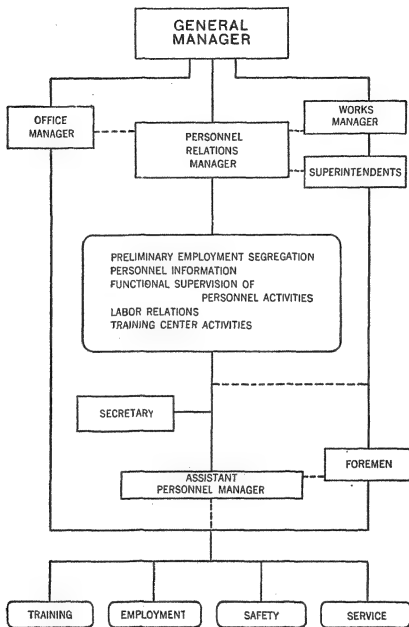 GENERAL
MANAGER
OFFICE
MANAGER
WORKS
MANAGER
PERSONNEL
RELATIONS
MANAGER
SUPERINTENDENTS
PRELIMINARY EMPLOYMENT SEGREGATION
PERSONNEL INFORMATION
FUNCTIONAL SUPERVISION OF
PERSONNEL ACTIVITIES
LABOR RELATIONS
TRAINING CENTER ACTIVITIES
SECRETARY
FOREMEN
ASSISTANT
PERSONNEL MANAGER
TRAINING
EMPLOYMENT
SAFETY
SERVICE